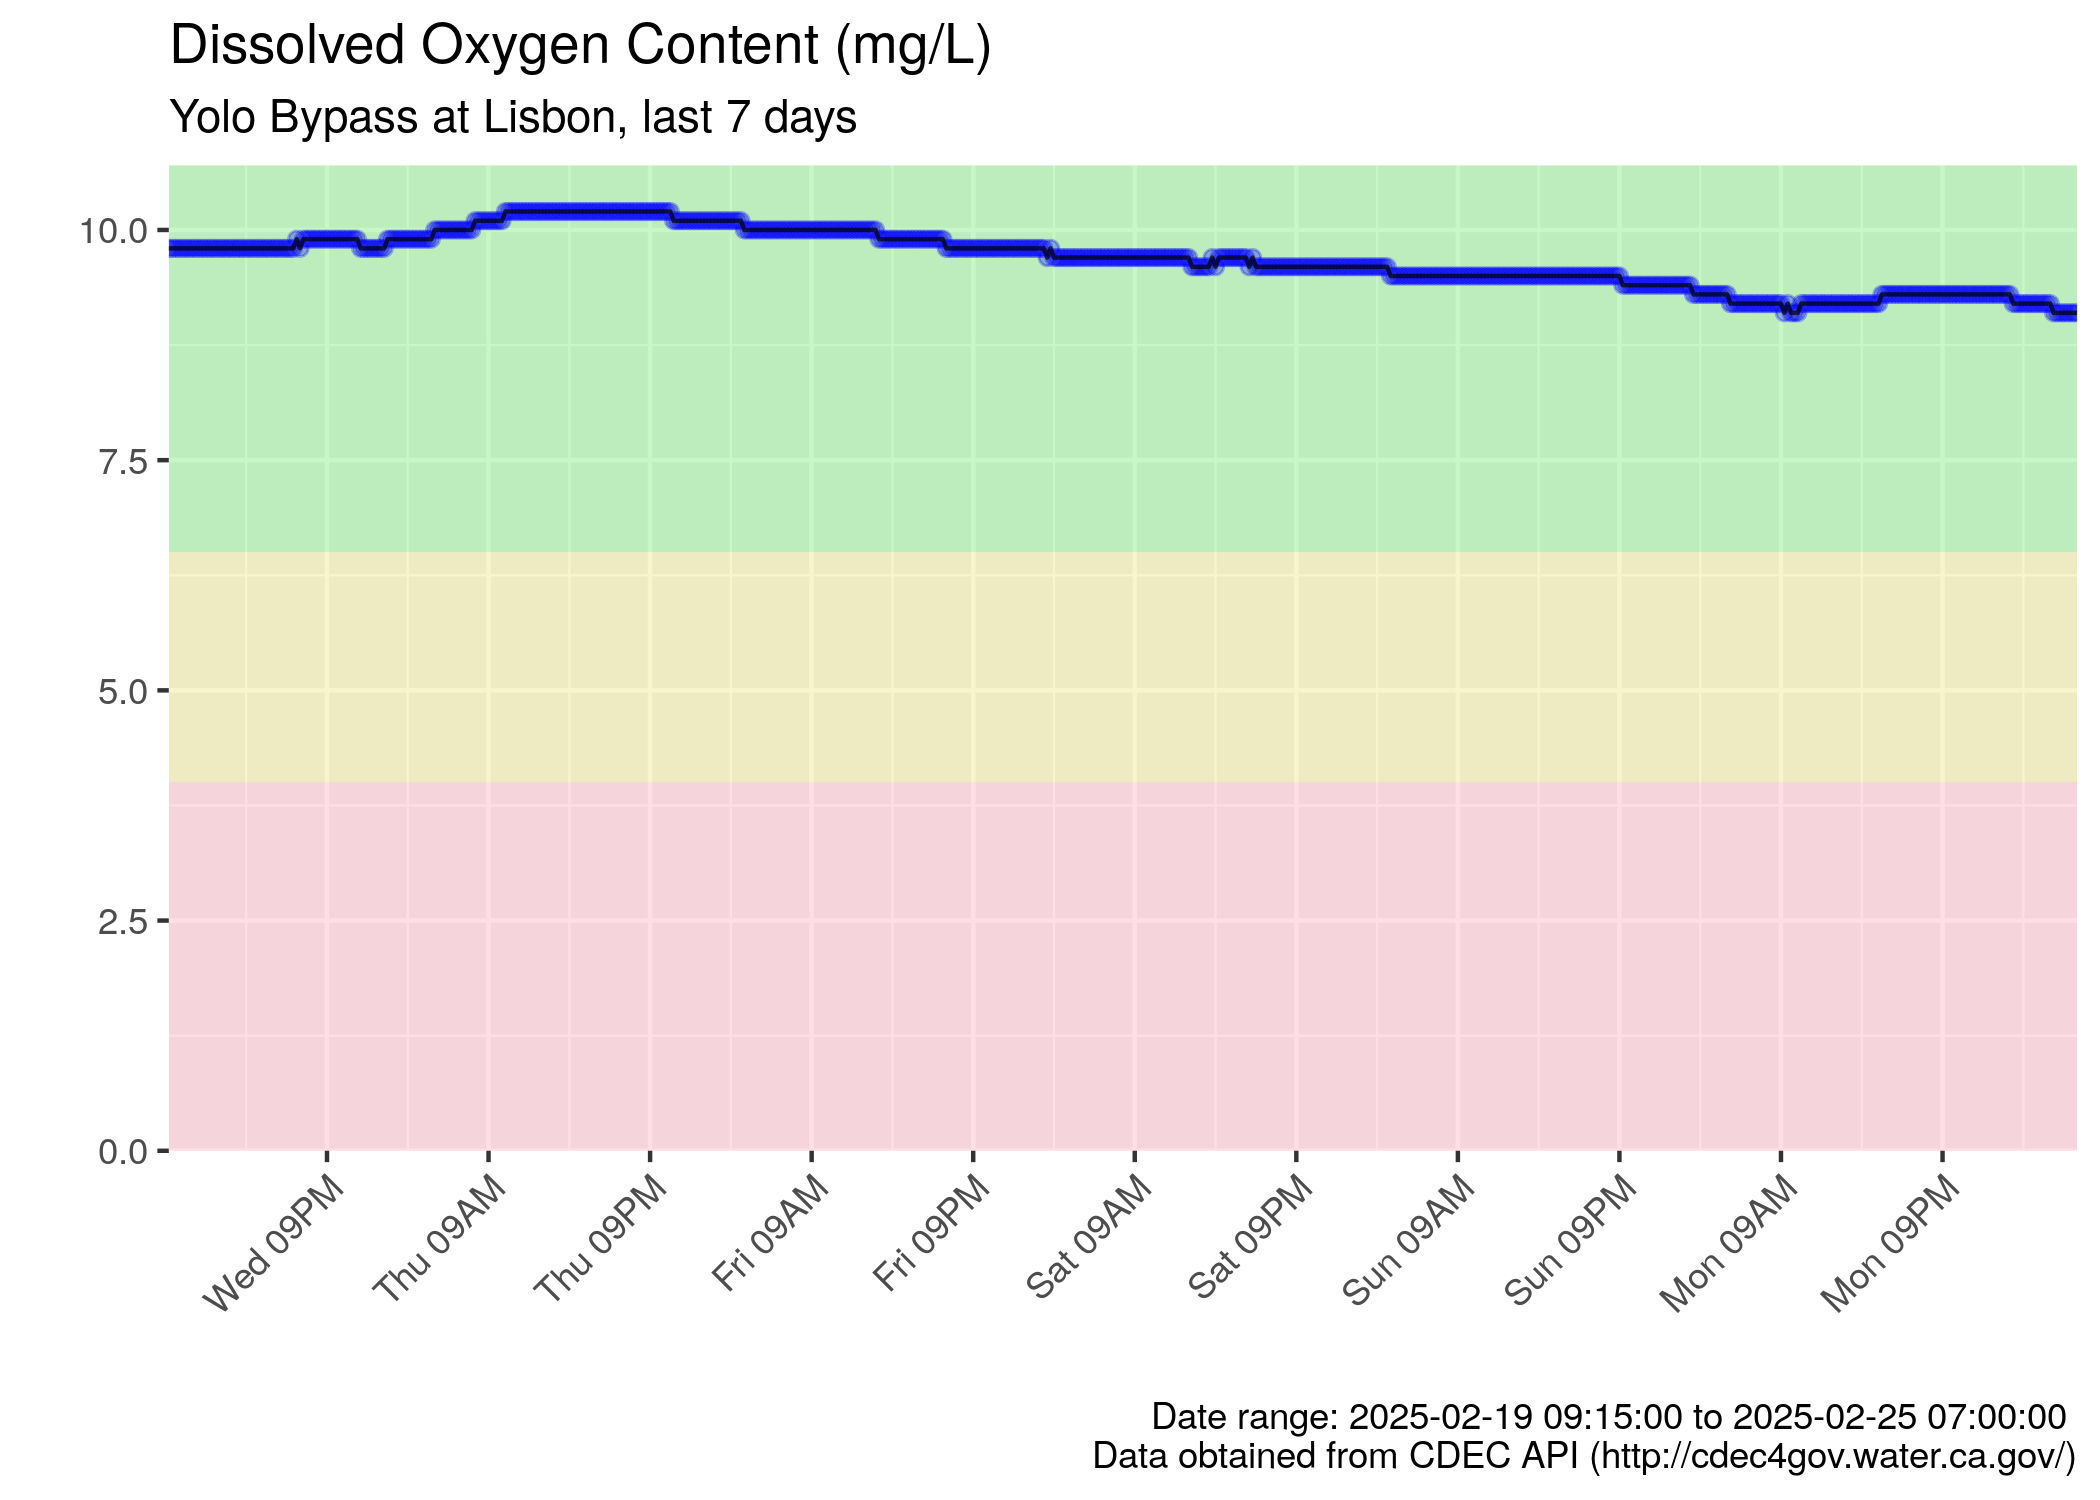 Dissolved Oxygen Content (mg/L)
Yolo Bypass at Lisbon, last 7 days
10.0
7.5
5.0
2.5
0.0
Wed 09PM
Thu 09AM
Thu 09PM
Fri 09AM
Fri 09PM
Sat 09AM
Sat 09PM
Sun 09AM
Sun 09PM
Mon 09AM
Mon 09PM
Date range: 2025-02-19 09:15:00 to 2025-02-25 07:00:00
Data obtained from CDEC API (http://cdec4gov.water.ca.gov/)